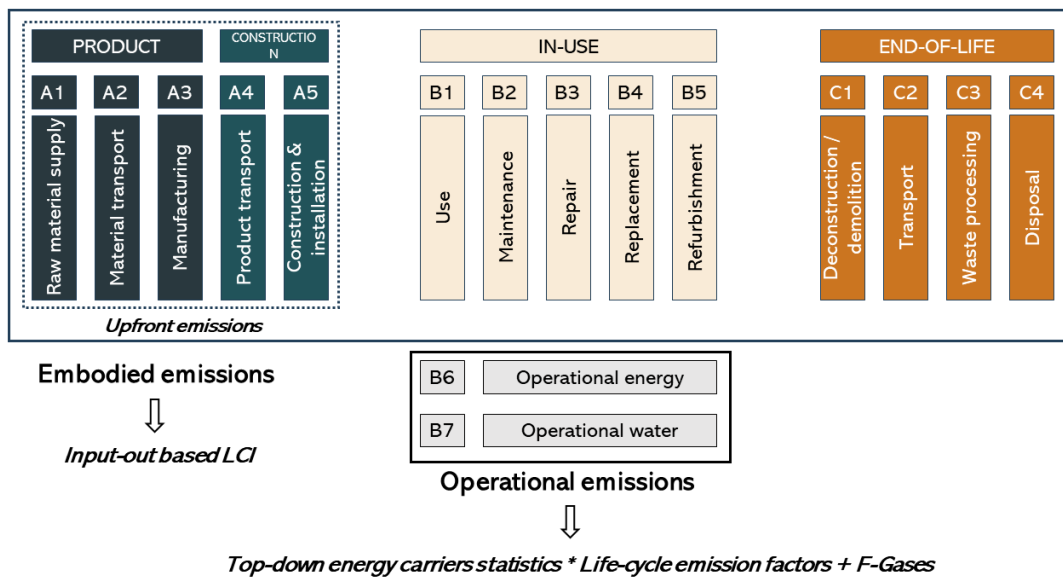 PRODUCT
CONSTRUCTIO
N
IN-USE
END-OF-LIFE
A1
A2
A3
A4
A5
B1
B2
B3
B4
B5
C1
C2
C3
C4
Raw material supply
Material transport
Manufacturing
Product transport
Construction &
installation
Use
Maintenance
Repair
Replacement
Refurbishment
Deconstruction /
demolition
Transport
Waste processing
Disposal
Upfront emissions
Embodied emissions
Input-out based LCI
B6
Operational energy
B7
Operational water
Operational emissions
Top-down energy carriers statistics * Life-cycle emission factors + F-Gases